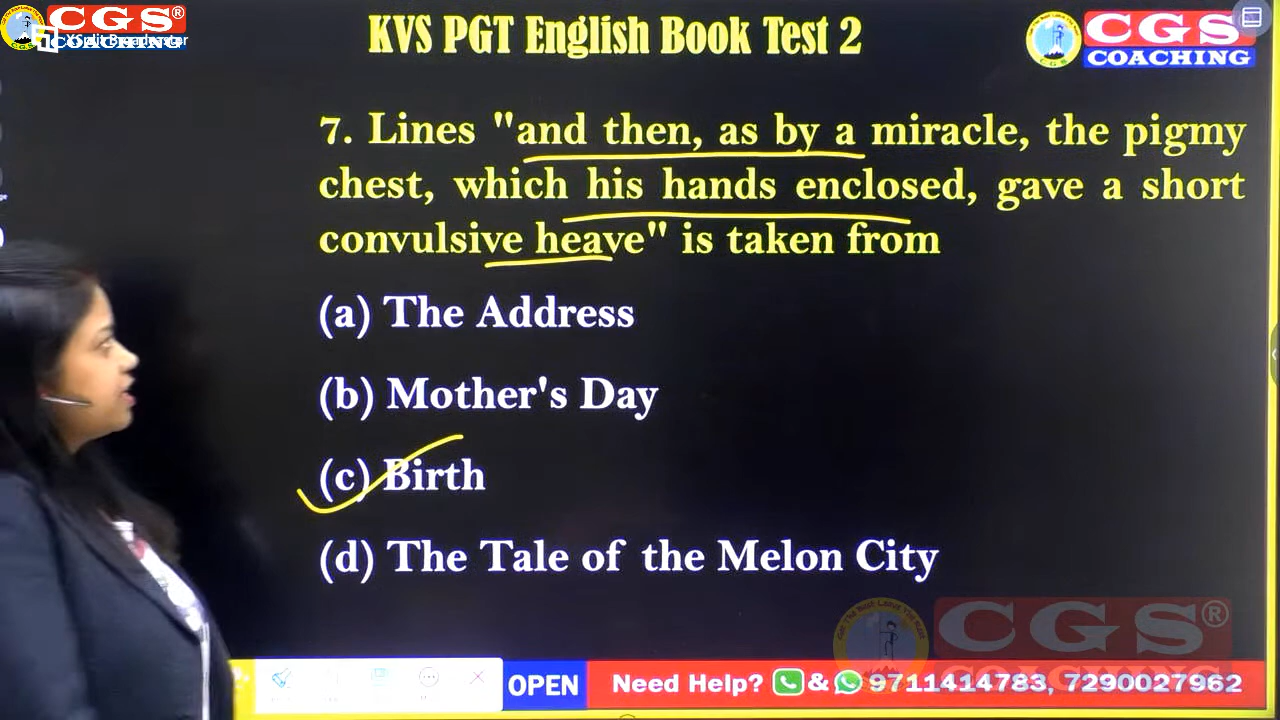 CGS®
COACHING
KVS PGT English Book Test 2
CGS
COACHING
7. Lines "and then, as by a miracle, the pigmy
chest, which his hands enclosed, gave a short
convulsive heave" is taken from
(a) The Address
(b) Mother's Day
(c) Birth
(d) The Tale of the Melon City
CGS®
COACHING
OPEN
Need Help? & 9711414783, 7290027962